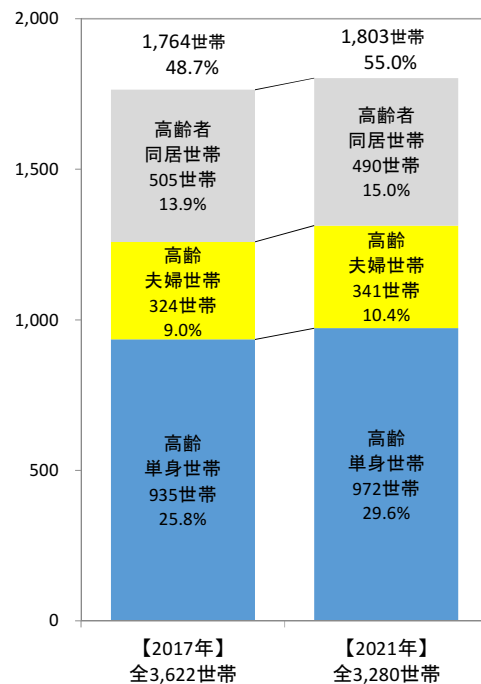 2,000
1,500
1,000
500
0
1,764世帯
48.7%
高齢者
同居世帯
505世帯
13.9%
高齢
夫婦世帯
324世帯
9.0%
高齢
単身世帯
935世帯
25.8%
【2017年】
全3,622世帯
1,803世帯
55.0%
高齢者
同居世帯
490世帯
15.0%
高齢
夫婦世帯
341世帯
10.4%
高齢
単身世帯
972世帯
29.6%
【2021年】
全3,280世帯